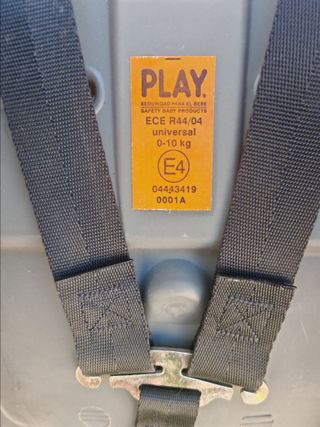 PLAY.
SEGURIDAD PARA EL BEBE
SAFETY BABY PRODUCTS
ECE R44/04
universal
0-10 kg
E4
04443419
0001A